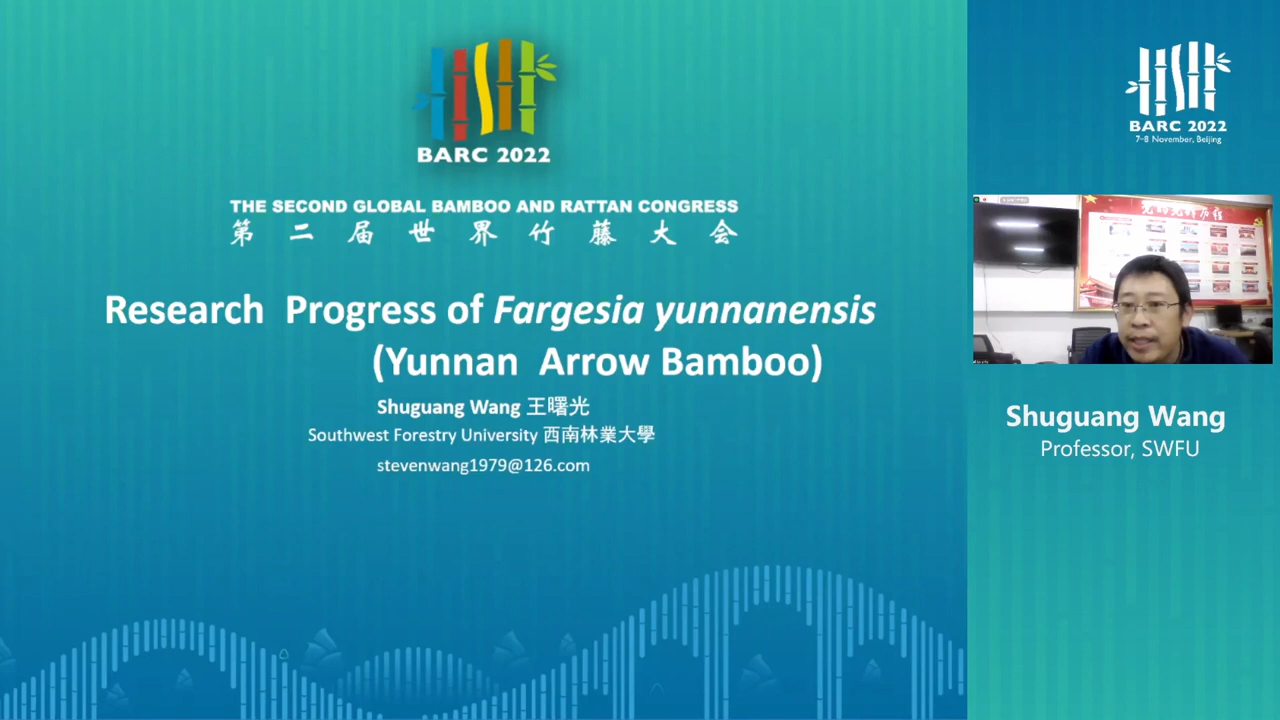 BARC 2022
THE SECOND GLOBAL BAMBOO AND RATTAN CONGRESS
第二届世界竹藤大会
Research Progress of Fargesia yunnanensis
(Yunnan Arrow Bamboo)
Shuguang Wang 王曙光
Southwest Forestry University 西南林業大學
stevenwang1979@126.com
BARC 2022
7-8 November, Beijing
Shuguang Wang
Professor, SWFU